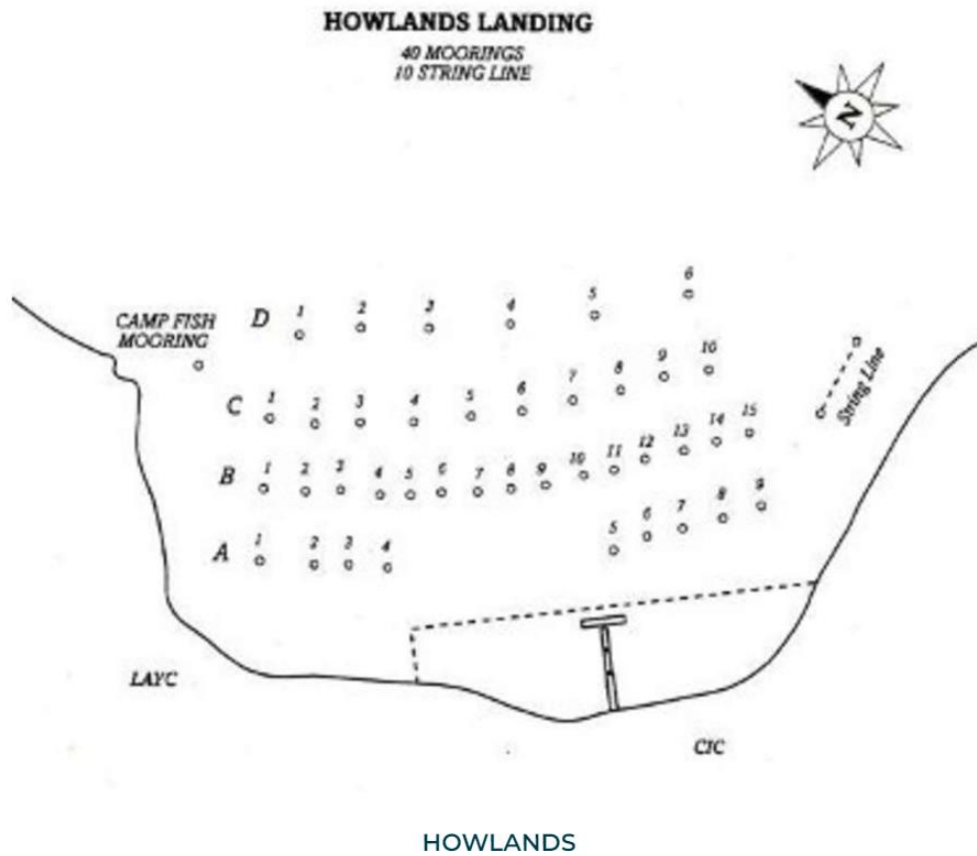 HOWLANDS LANDING
40 MOORINGS
10 STRING LINE
N
6
5
4
3
2
1
D
CAMP FISH
MOORING
10
9
8
7
6
5
4
3
2
1
C
String Line
15
14
13
12
11
10
9
8
7
6
5
4
3
2
1
B
9
8
7
6
5
4
3
2
1
A
LAYC
CIC
HOWLANDS